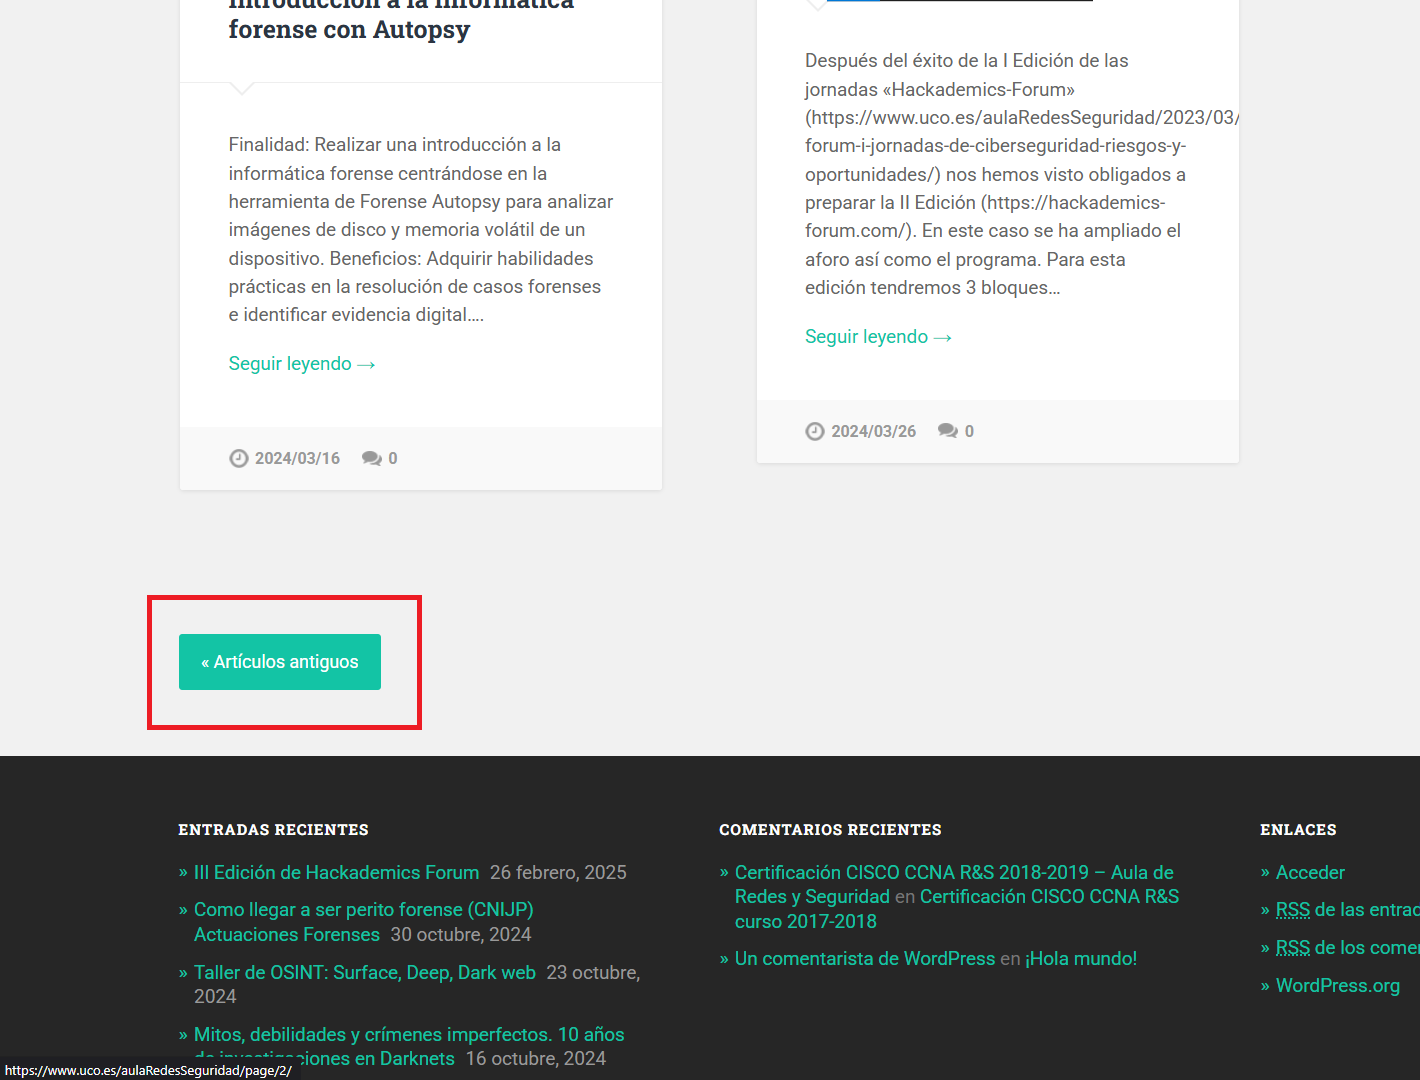 Introducción a la informática
forense con Autopsy
Finalidad: Realizar una introducción a la
informática forense centrándose en la
herramienta de Forense Autopsy para analizar
imágenes de disco y memoria volátil de un
dispositivo. Beneficios: Adquirir habilidades
prácticas en la resolución de casos forenses
e identificar evidencia digital….
Seguir leyendo →
2024/03/16 0
Después del éxito de la I Edición de las
jornadas «Hackademics-Forum»
(https://www.uco.es/aulaRedesSeguridad/2023/03/
forum-i-jornadas-de-ciberseguridad-riesgos-y-
oportunidades/) nos hemos visto obligados a
preparar la II Edición (https://hackademics-
forum.com/). En este caso se ha ampliado el
aforo así como el programa. Para esta
edición tendremos 3 bloques…
Seguir leyendo →
2024/03/26 0
« Artículos antiguos
ENTRADAS RECIENTES
» III Edición de Hackademics Forum 26 febrero, 2025
» Como llegar a ser perito forense (CNIJP)
Actuaciones Forenses 30 octubre, 2024
» Taller de OSINT: Surface, Deep, Dark web 23 octubre,
2024
» Mitos, debilidades y crímenes imperfectos. 10 años
de investigaciones en Darknets 16 octubre, 2024
COMENTARIOS RECIENTES
» Certificación CISCO CCNA R&S 2018-2019 – Aula de
Redes y Seguridad en Certificación CISCO CCNA R&S
curso 2017-2018
» Un comentarista de WordPress en ¡Hola mundo!
ENLACES
» Acceder
» RSS de las entrac
» RSS de los comer
» WordPress.org
https://www.uco.es/aulaRedesSeguridad/page/2/